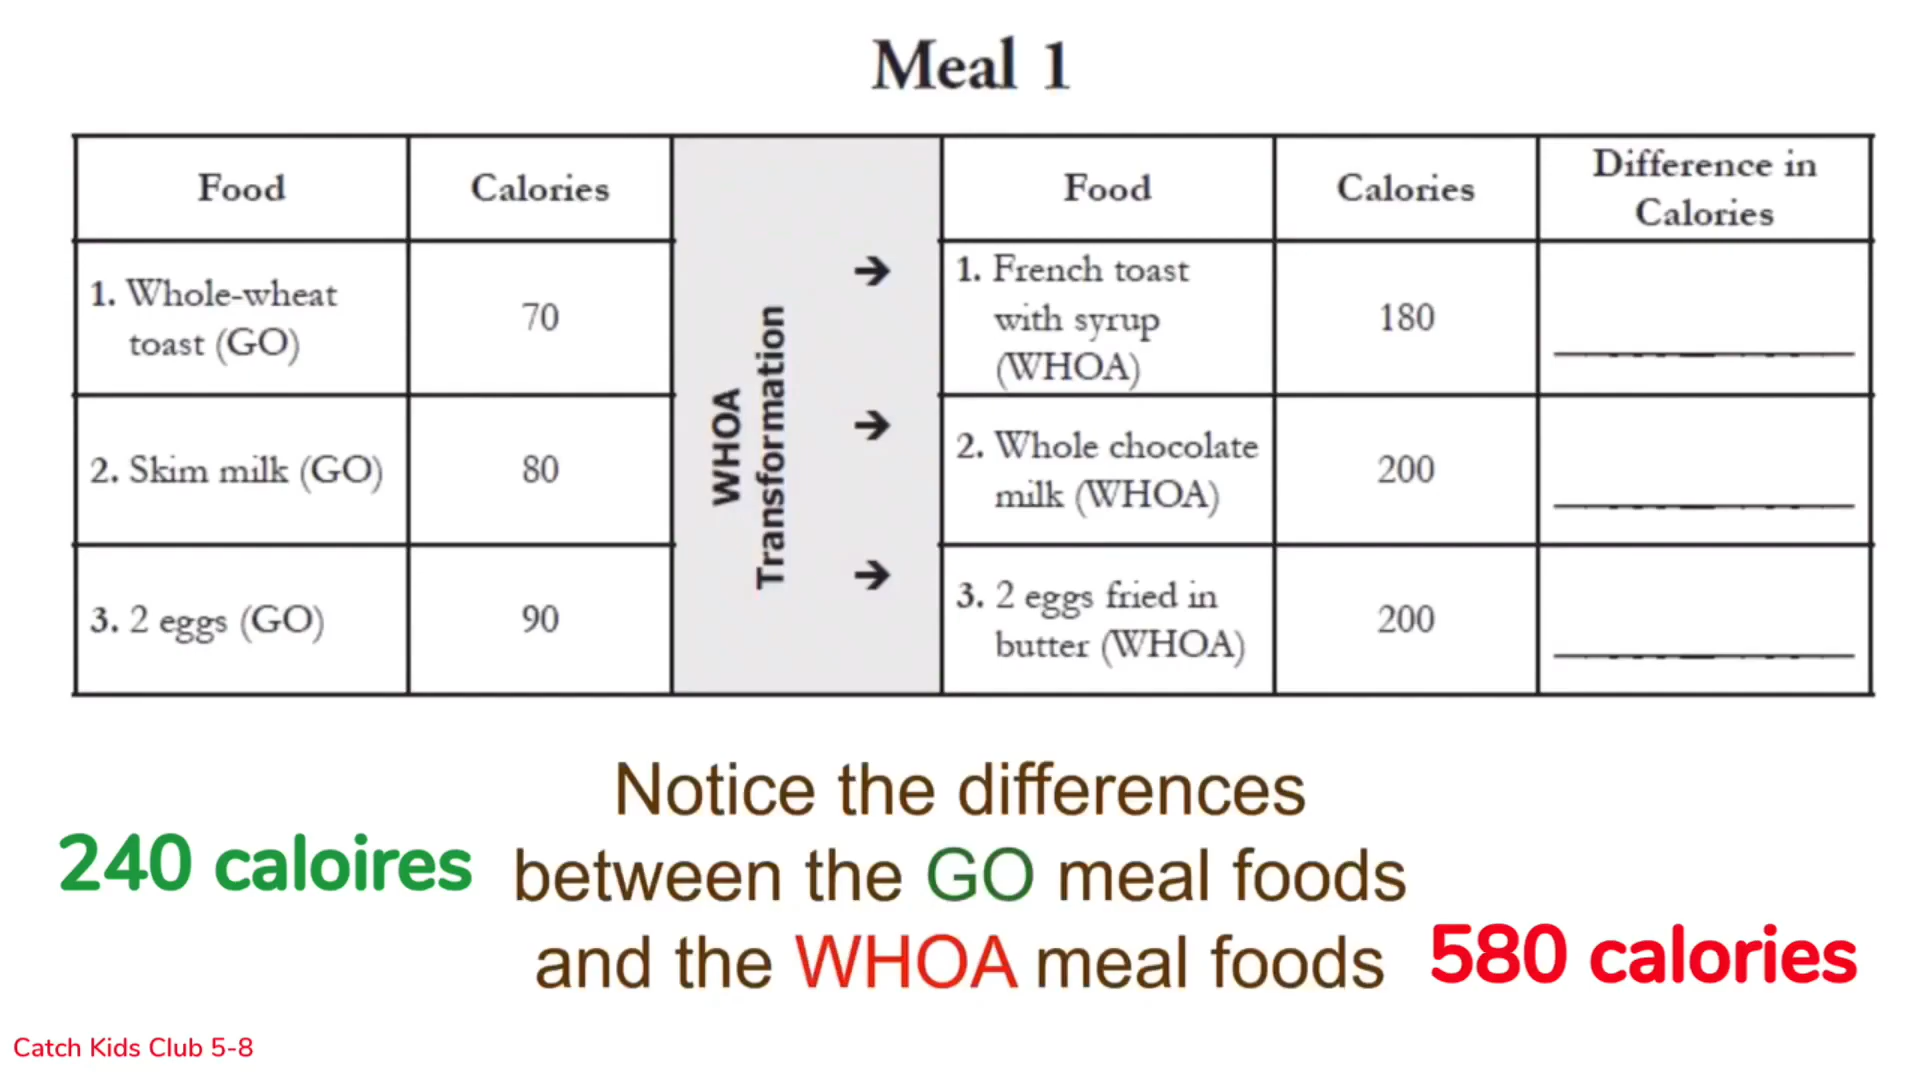 Meal 1
Food Calories Food Calories Difference in
Calories
1. Whole-wheat
toast (GO)
70
1. French toast
with syrup
(WHOA)
180
2. Skim milk (GO)
80
2. Whole chocolate
milk (WHOA)
200
3. 2 eggs (GO)
90
3. 2 eggs fried in
butter (WHOA)
200
WHOA
Transformation
Notice the differences
240 caloires
between the GO meal foods
and the WHOA meal foods
580 calories
Catch Kids Club 5-8